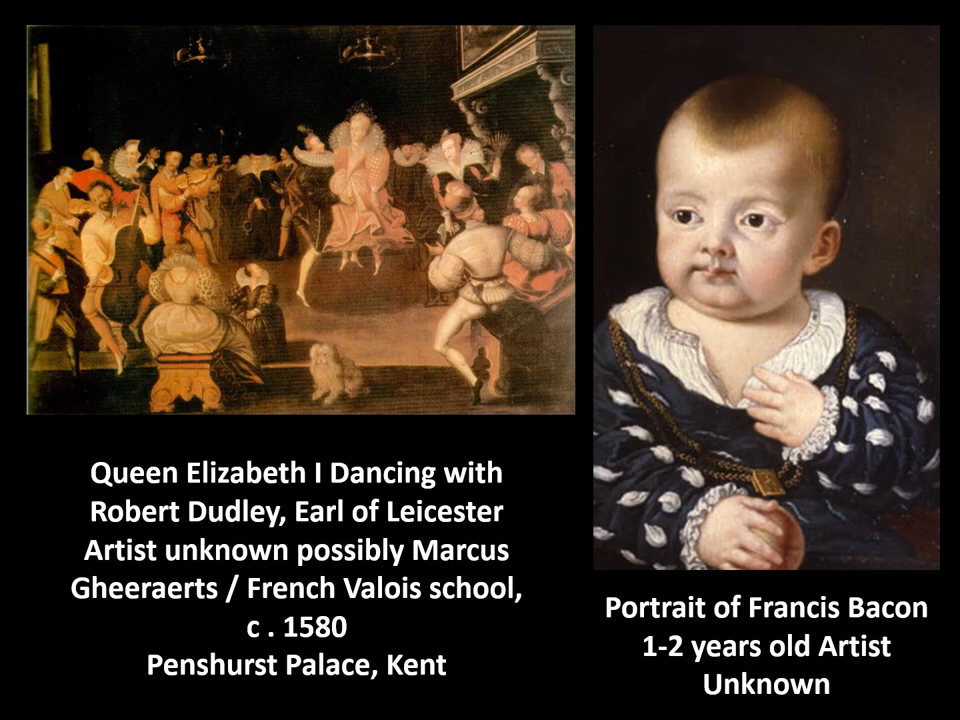 Queen Elizabeth I Dancing with
Robert Dudley, Earl of Leicester
Artist unknown possibly Marcus
Gheeraerts / French Valois school,
c . 1580
Penshurst Palace, Kent
Portrait of Francis Bacon
1-2 years old Artist
Unknown